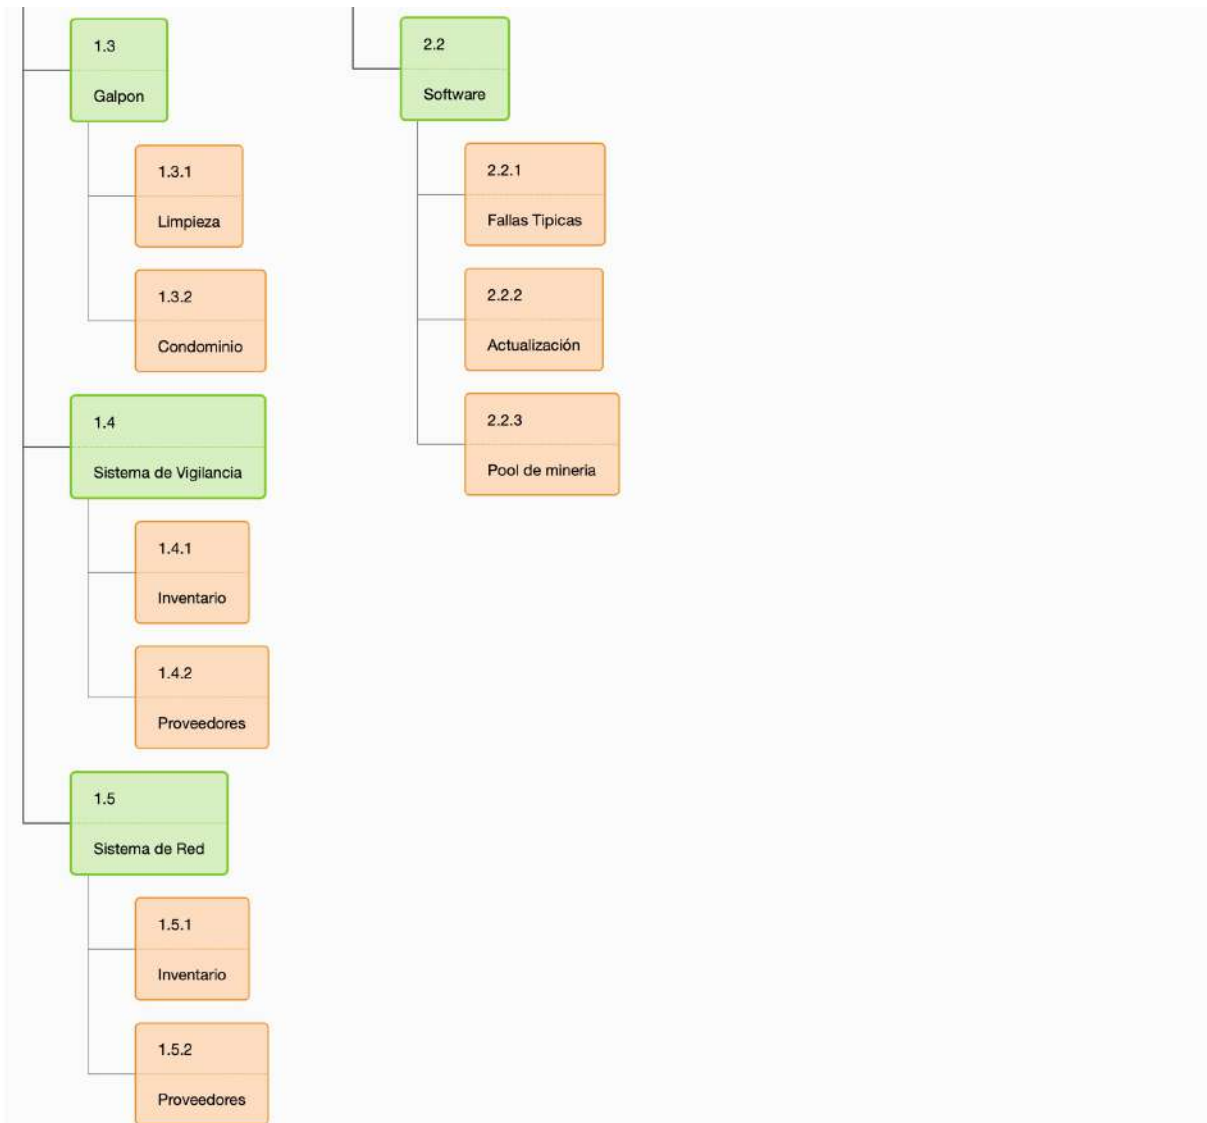 1.3
Galpon
1.3.1
Limpieza
1.3.2
Condominio
1.4
Sistema de Vigilancia
1.4.1
Inventario
1.4.2
Proveedores
1.5
Sistema de Red
1.5.1
Inventario
1.5.2
Proveedores
2.2
Software
2.2.1
Fallas Tipicas
2.2.2
Actualización
2.2.3
Pool de mineria